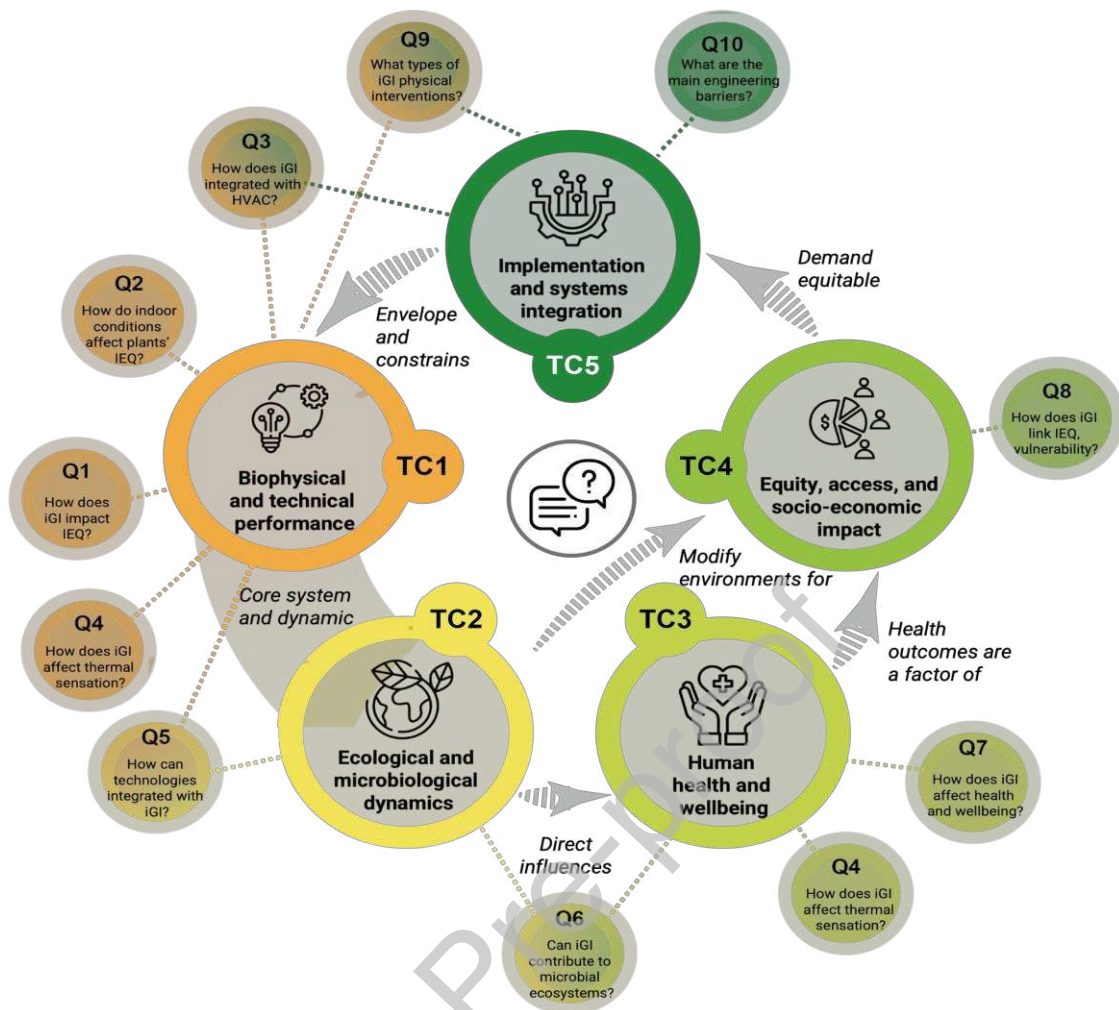 Q9
What types of
iGI physical
interventions?
Q10
What are the
main engineering
barriers?
Q3
How does iGI
integrated with
HVAC?
Implementation
and systems
integration
TC5
Demand
equitable
Envelope
and
constrains
Q2
How do indoor
conditions
affect plants'
IEQ?
Q8
How does iGI
link IEQ,
vulnerability?
TC1
Biophysical
and technical
performance
TC4
Equity, access, and
socio-economic
impact
?
$
Q1
How does
iGI impact
IEQ?
Modify
environments for
Core system
and dynamic
TC2
TC3
Q4
How does iGI
affect thermal
sensation?
Health
outcomes are
a factor of
Q5
How can
technologies
integrated with
iGI?
Ecological and
microbiological
dynamics
Human
health and
wellbeing
Q7
How does iGI
affect health
and wellbeing?
Direct
influences
Q4
How does iGI
affect thermal
sensation?
Q6
Can iGI
contribute to
microbial
ecosystems?
Pre-proof